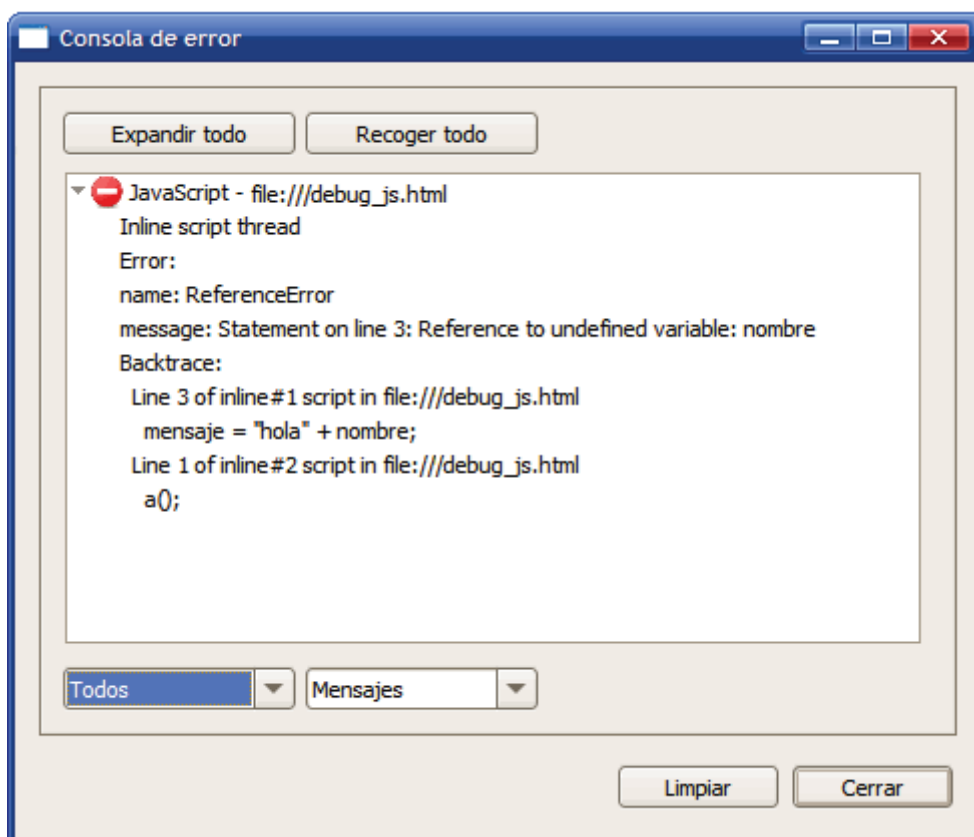 Consola de error
Expandir todo Recoger todo
JavaScript - file:///debug_js.html
Inline script thread
Error:
name: ReferenceError
message: Statement on line 3: Reference to undefined variable: nombre
Backtrace:
Line 3 of inline#1 script in file:///debug_js.html
mensaje = "hola" + nombre;
Line 1 of inline#2 script in file:///debug_js.html
a();
Todos Mensajes
Limpiar Cerrar